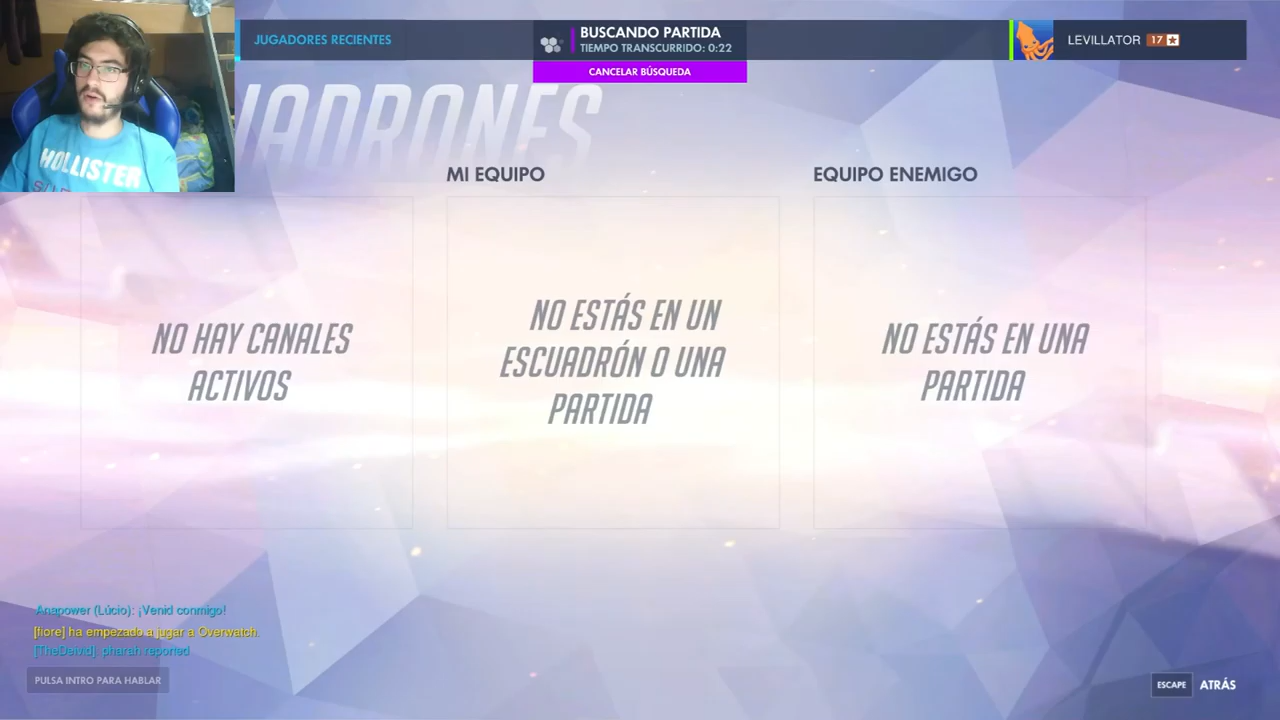 JUGADORES RECIENTES
BUSCANDO PARTIDA
TIEMPO TRANSCURRIDO: 0:22
CANCELAR BÚSQUEDA
LEVILLATOR 17
UADRONES
HOLLISTER
MI EQUIPO
EQUIPO ENEMIGO
NO HAY CANALES
ACTIVOS
NO ESTÁS EN UN
ESCUADRÓN O UNA
PARTIDA
NO ESTÁS EN UNA
PARTIDA
Anapower (Lúcio): ¡Venid conmigo!
[fiore] ha empezado a jugar a Overwatch.
[TheDeivid]: pharah reported
PULSA INTRO PARA HABLAR
ESCAPE ATRÁS